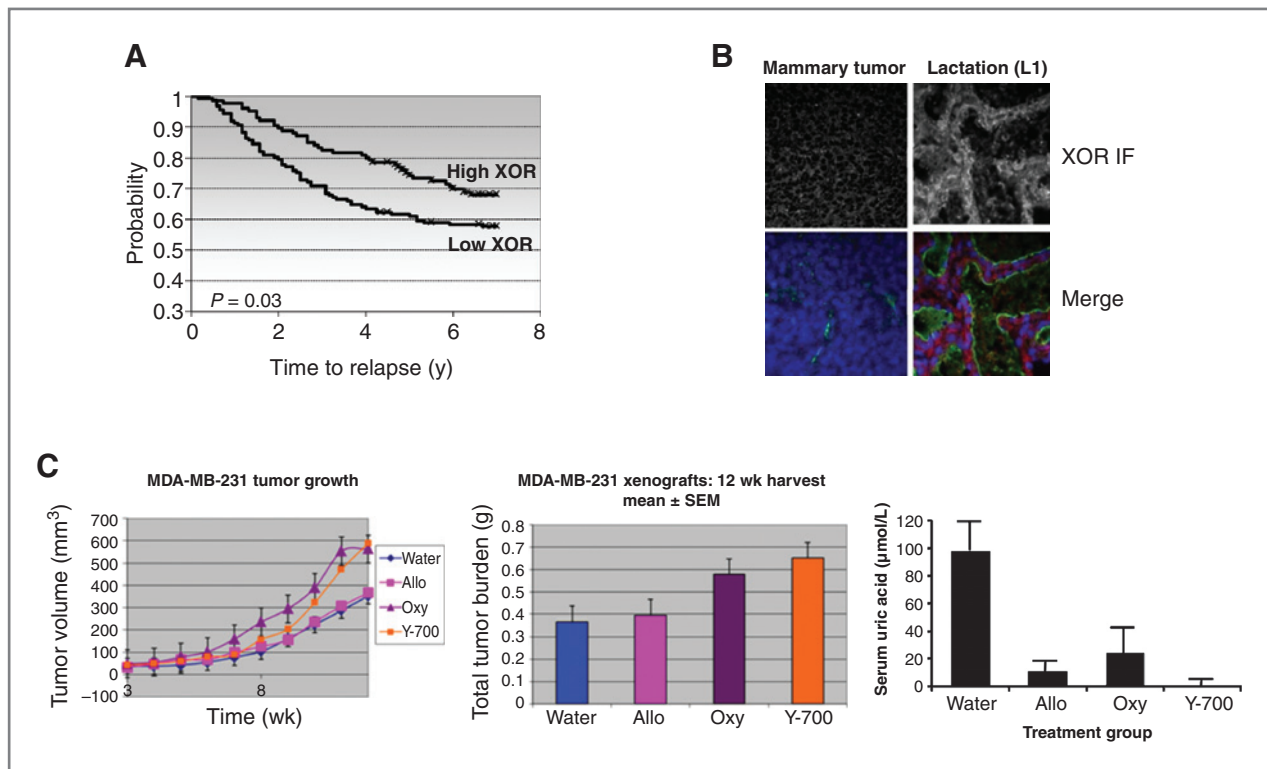 A
Probability
1
0.9
0.8
0.7
0.6
0.5
0.4
0.3
High XOR
Low XOR
P = 0.03
0 2 4 6 8
Time to relapse (y)
B
Mammary tumor Lactation (L1)
XOR IF
Merge
C
MDA-MB-231 tumor growth
Tumor volume (mm³)
700
600
500
400
300
200
100
0
−100
3 8
Time (wk)
Water
Allo
Oxy
Y-700
MDA-MB-231 xenografts: 12 wk harvest
mean ± SEM
Total tumor burden (g)
0.8
0.7
0.6
0.5
0.4
0.3
0.2
0.1
0
Water Allo Oxy Y-700
Serum uric acid (µmol/L)
120
100
80
60
40
20
0
Water Allo Oxy Y-700
Treatment group